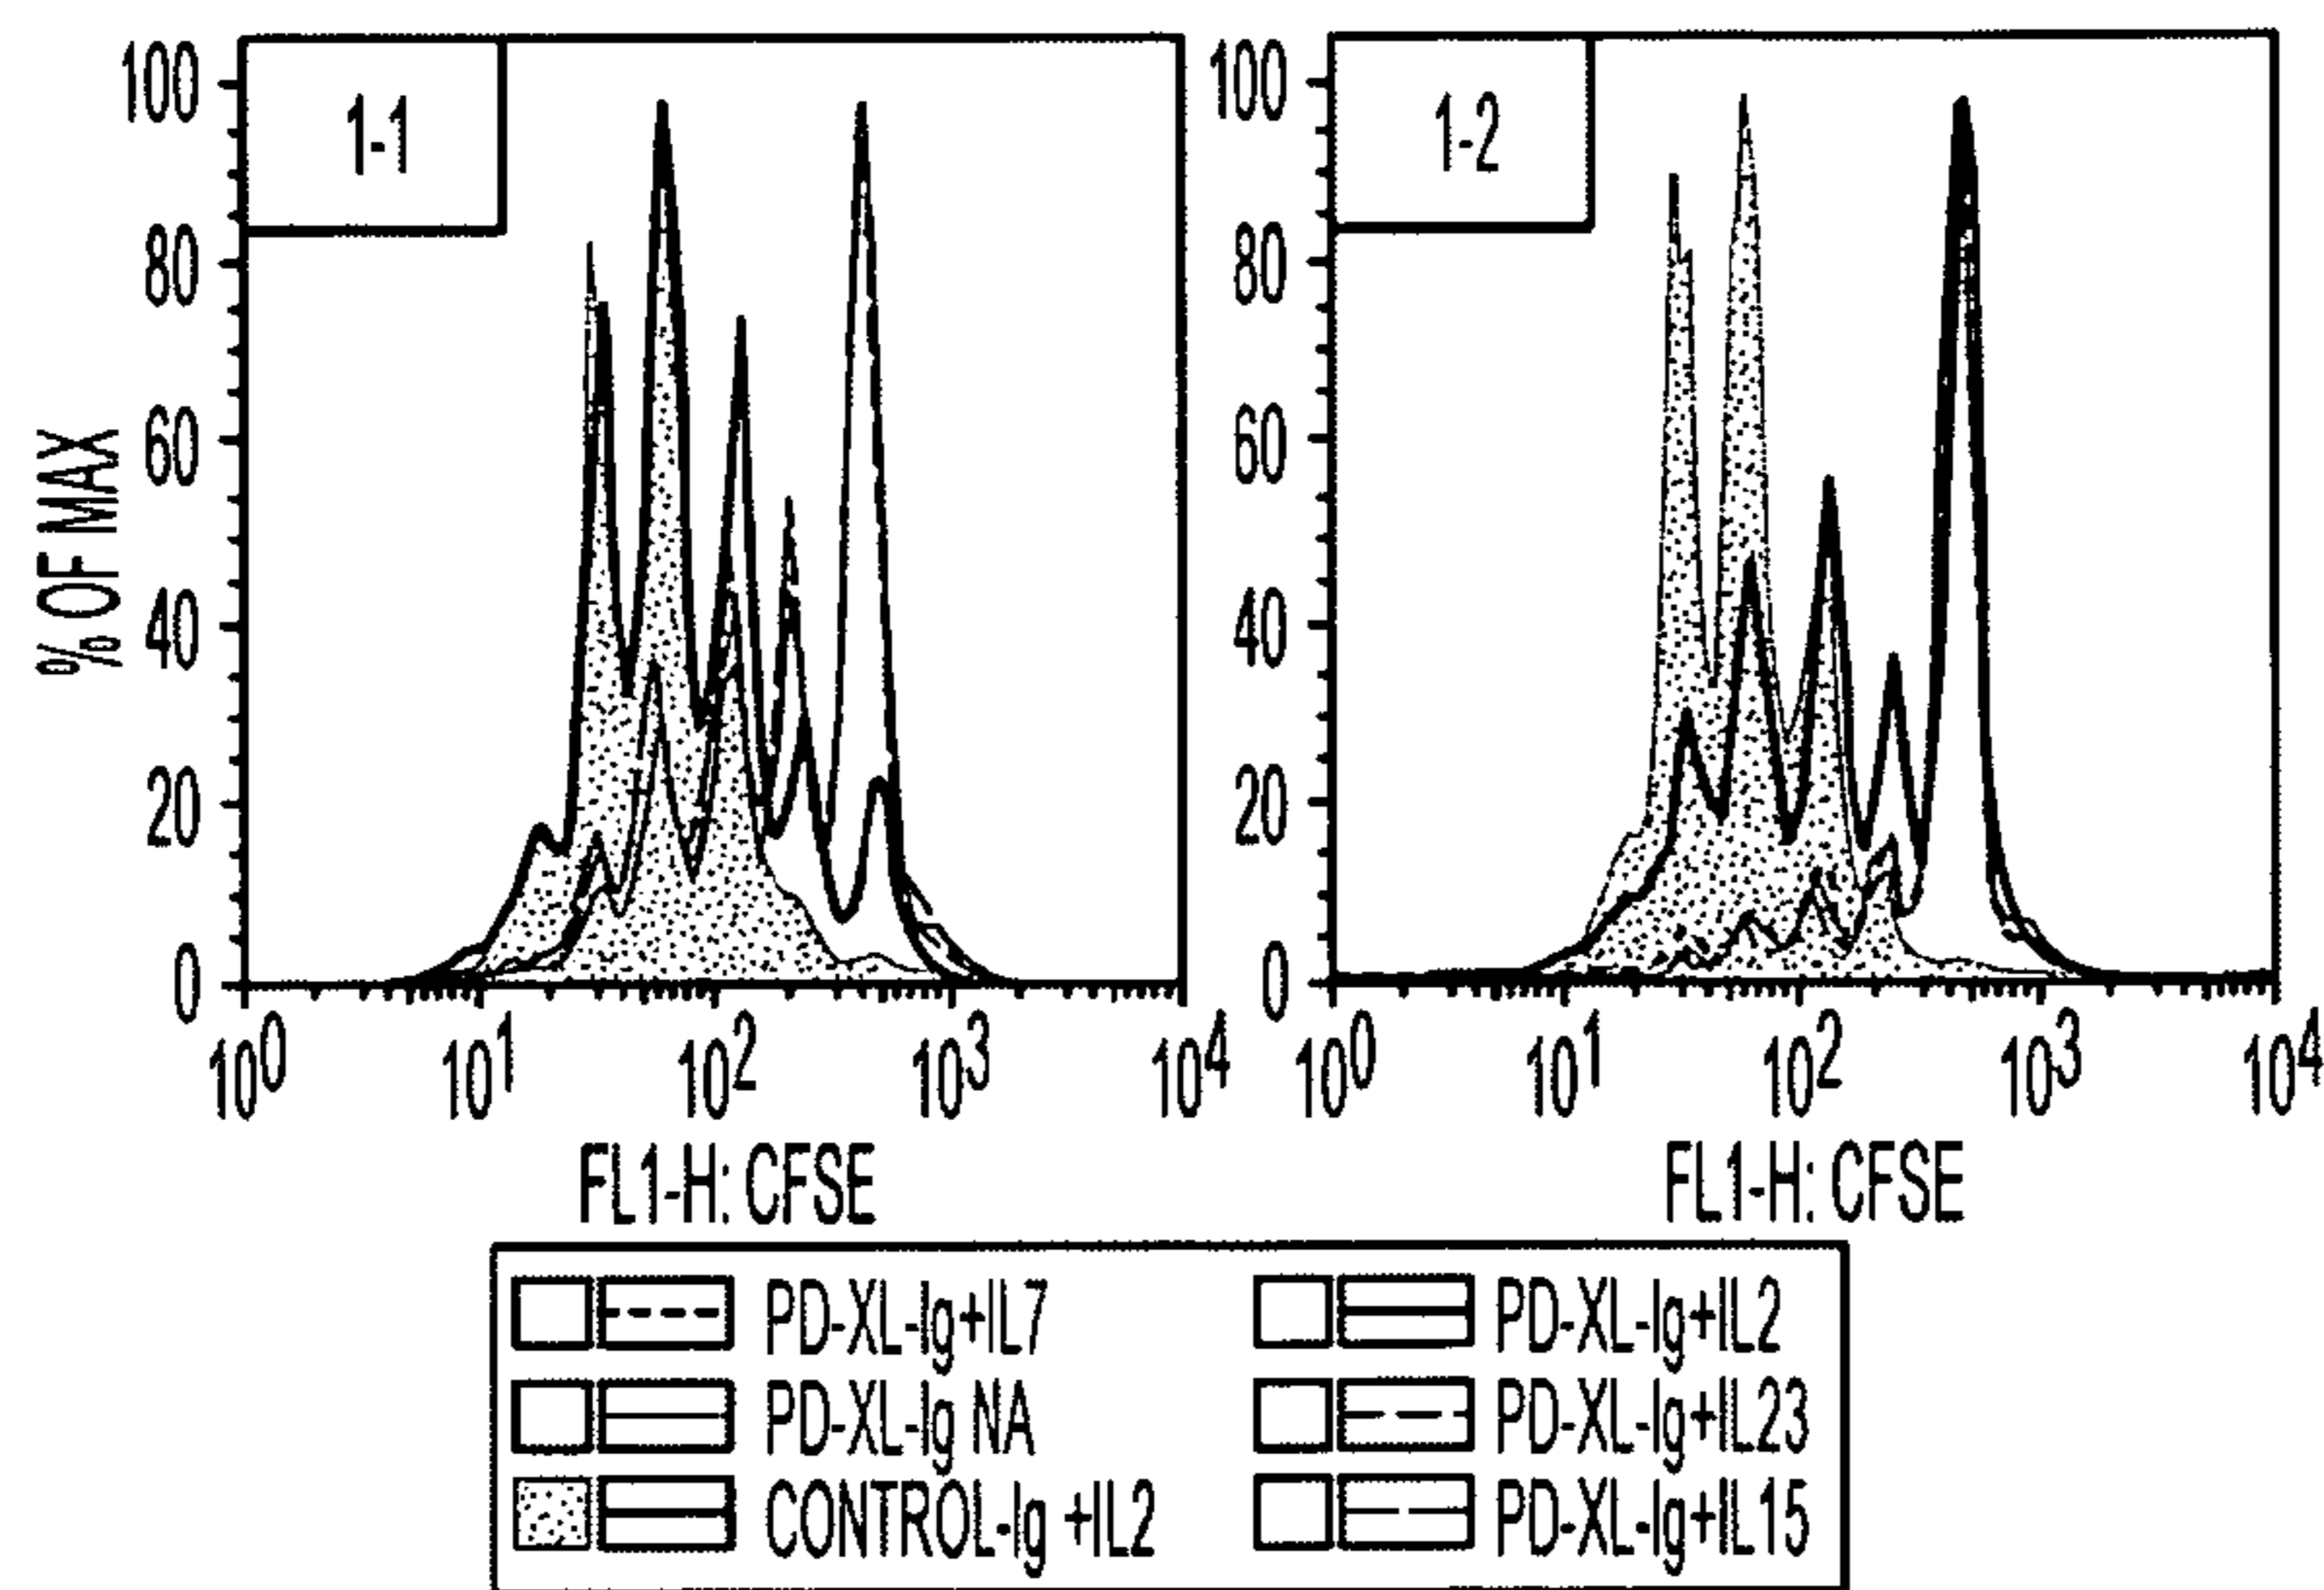 1-1
1-2
% OF MAX
100
80
60
40
20
0
100
80
60
40
20
0
10^0 10^1 10^2 10^3 10^4
10^0 10^1 10^2 10^3 10^4
FL1-H: CFSE
FL1-H: CFSE
PD-XL-Ig+IL7
PD-XL-Ig NA
CONTROL-Ig +IL2
PD-XL-Ig+IL2
PD-XL-Ig+IL23
PD-XL-Ig+IL15